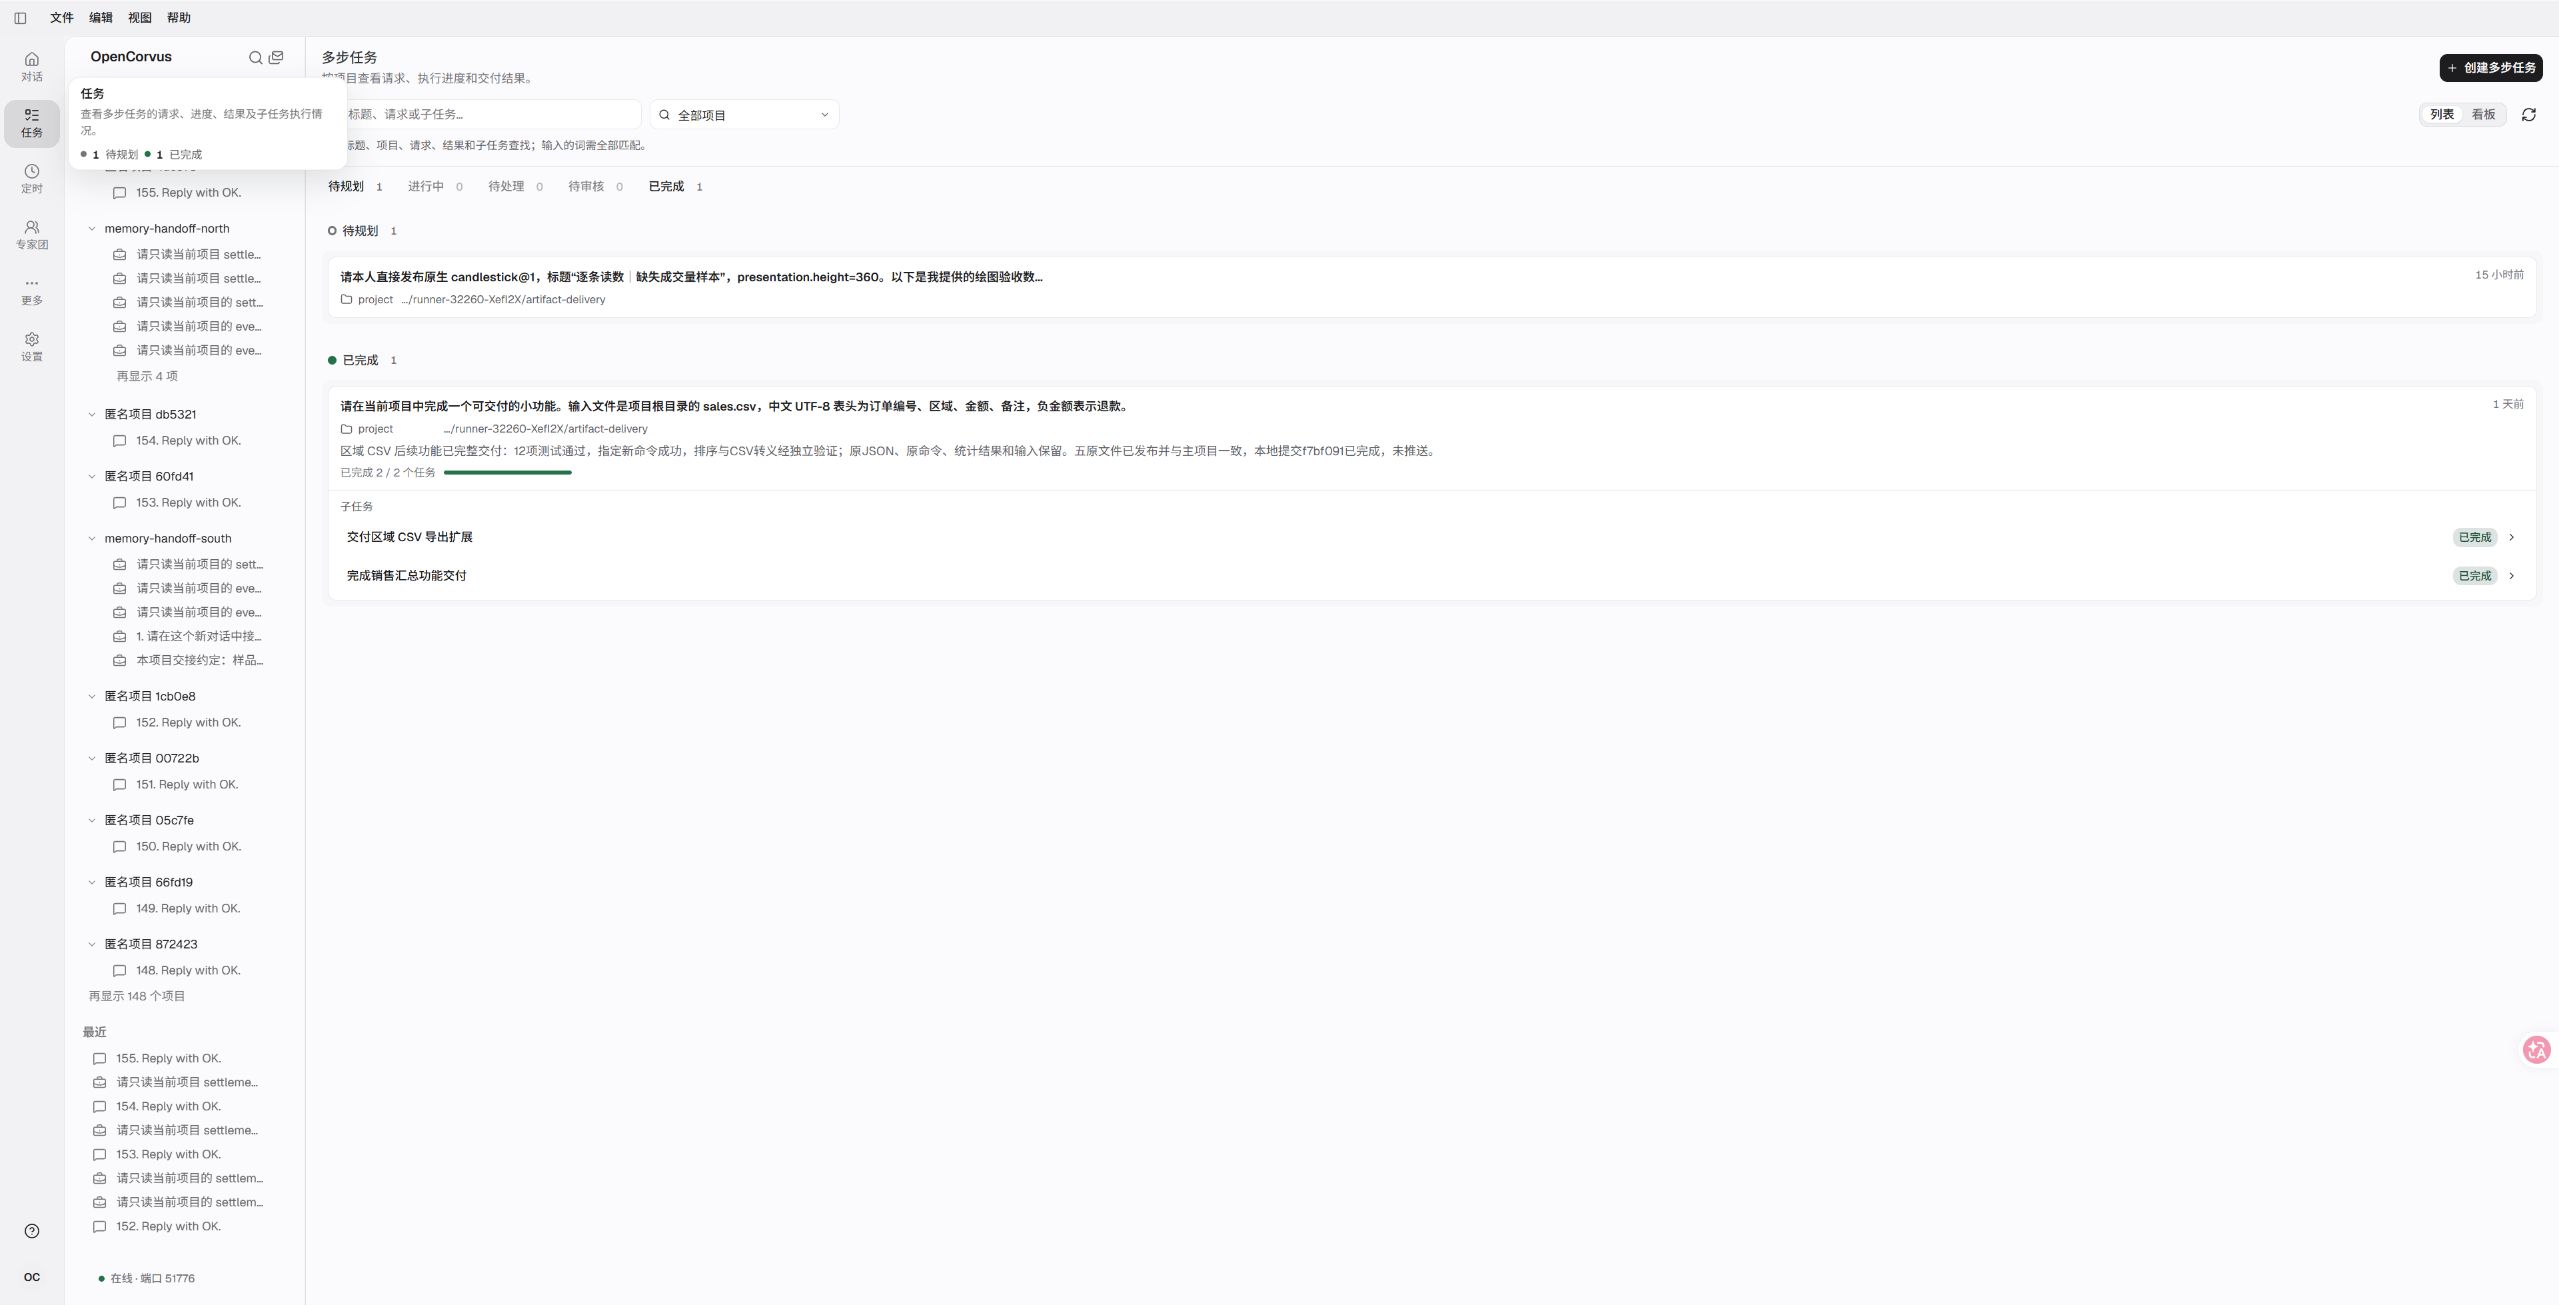 文件 编辑 视图 帮助
对话
任务
定时
专家团
更多
设置
OC
OpenCorvus
任务
查看多步任务的请求、进度、结果及子任务执行情
况。
1 待规划 1 已完成
155. Reply with OK.
memory-handoff-north
请只读当前项目 settle...
请只读当前项目 settle...
请只读当前项目的 sett...
请只读当前项目的 eve...
请只读当前项目的 eve...
再显示 4 项
匿名项目 db5321
154. Reply with OK.
匿名项目 60fd41
153. Reply with OK.
memory-handoff-south
请只读当前项目的 sett...
请只读当前项目的 eve...
请只读当前项目的 eve...
1. 请在这个新对话中接...
本项目交接约定：样品...
匿名项目 1cb0e8
152. Reply with OK.
匿名项目 00722b
151. Reply with OK.
匿名项目 05c7fe
150. Reply with OK.
匿名项目 66fd19
149. Reply with OK.
匿名项目 872423
148. Reply with OK.
再显示 148 个项目
最近
155. Reply with OK.
请只读当前项目 settleme...
154. Reply with OK.
请只读当前项目 settleme...
153. Reply with OK.
请只读当前项目的 settlem...
请只读当前项目的 settlem...
152. Reply with OK.
在线 · 端口 51776
多步任务
按项目查看请求、执行进度和交付结果。
创建多步任务
标题、请求或子任务...
全部项目
列表 看板
标题、项目、请求、结果和子任务查找；输入的词需全部匹配。
待规划 1 进行中 0 待处理 0 待审核 0 已完成 1
待规划 1
请本人直接发布原生 candlestick@1，标题“逐条读数｜缺失成交量样本”，presentation.height=360。以下是我提供的绘图验收数...
15 小时前
project .../runner-32260-XefI2X/artifact-delivery
已完成 1
请在当前项目中完成一个可交付的小功能。输入文件是项目根目录的 sales.csv，中文 UTF-8 表头为订单编号、区域、金额、备注，负金额表示退款。
1 天前
project .../runner-32260-XefI2X/artifact-delivery
区域 CSV 后续功能已完整交付：12项测试通过，指定新命令成功，排序与CSV转义经独立验证；原JSON、原命令、统计结果和输入保留。五原文件已发布并与主项目一致，本地提交f7bf091已完成，未推送。
已完成 2 / 2 个任务
子任务
交付区域 CSV 导出扩展
已完成
完成销售汇总功能交付
已完成